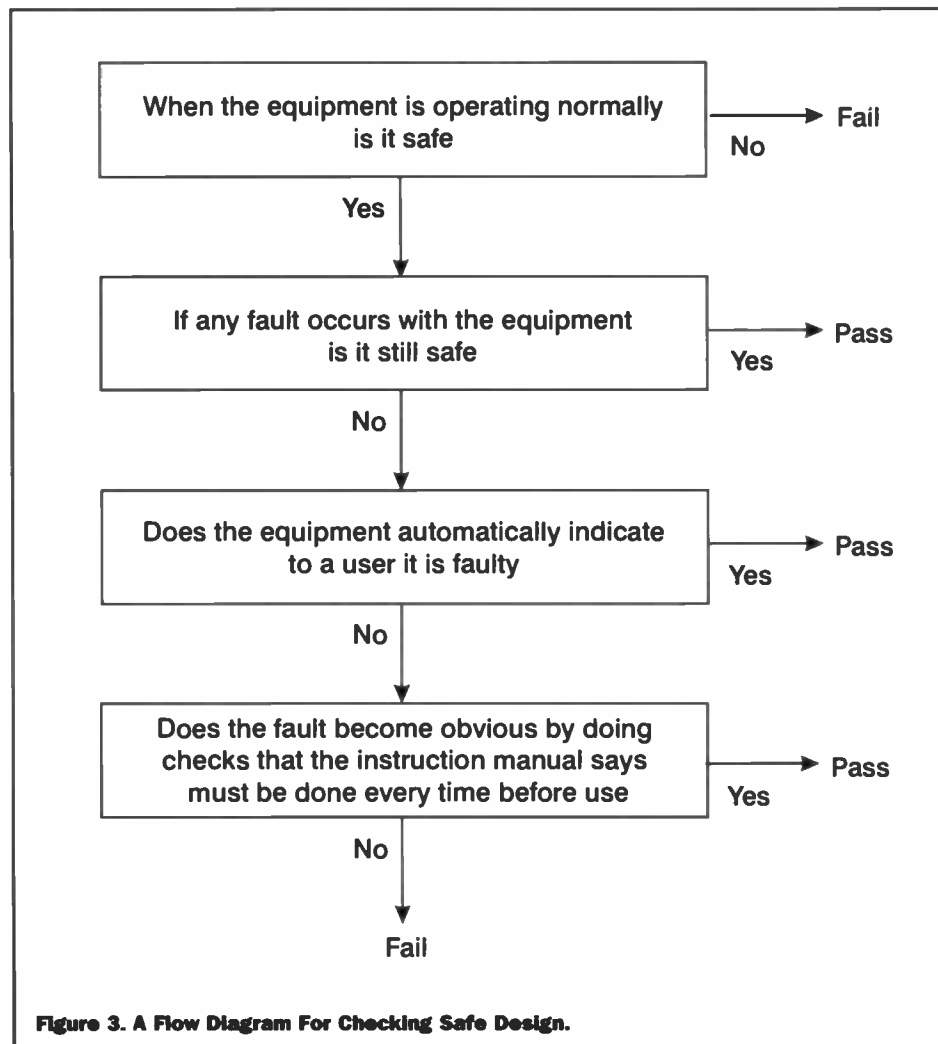 When the equipment is operating normally
is it safe
Fail
No
Yes
If any fault occurs with the equipment
is it still safe
Pass
Yes
No
Does the equipment automatically indicate
to a user it is faulty
Pass
Yes
No
Does the fault become obvious by doing
checks that the instruction manual says
must be done every time before use
Pass
Yes
No
Fail
Figure 3. A Flow Diagram For Checking Safe Design.